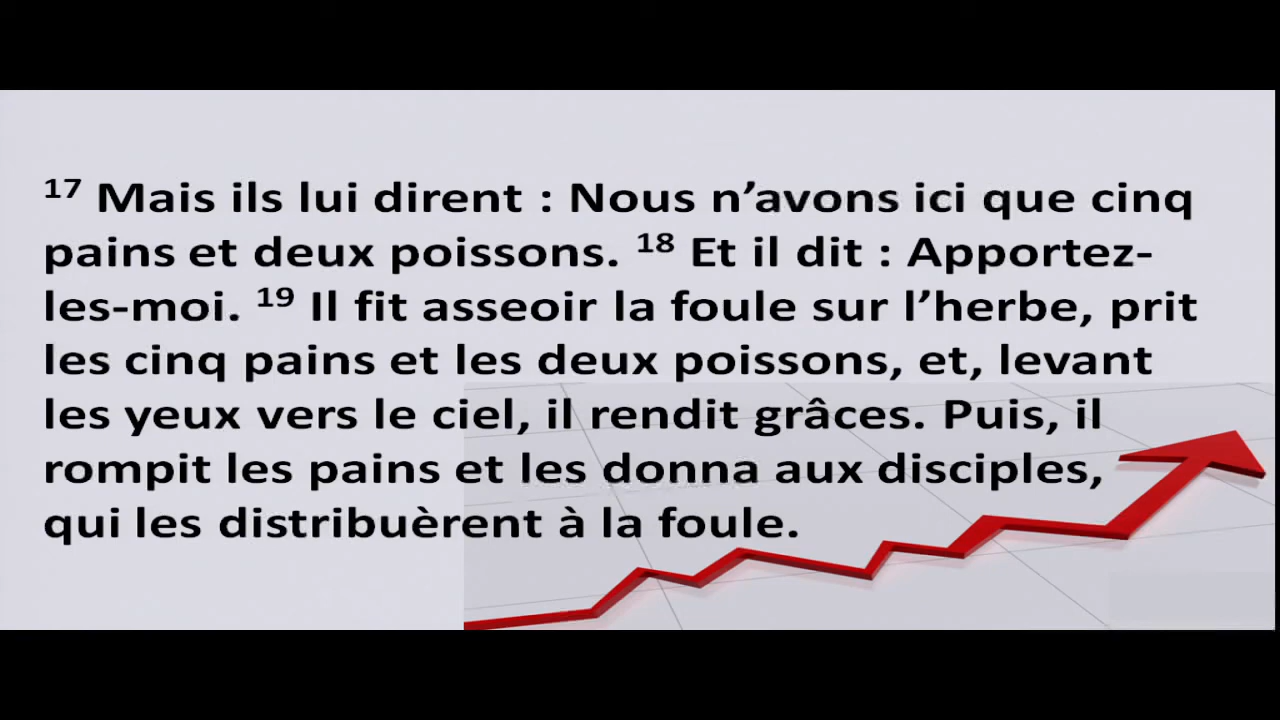 17 Mais ils lui dirent : Nous n’avons ici que cinq
pains et deux poissons. 18 Et il dit : Apportez-
les-moi. 19 Il fit asseoir la foule sur l’herbe, prit
les cinq pains et les deux poissons, et, levant
les yeux vers le ciel, il rendit grâces. Puis, il
rompit les pains et les donna aux disciples,
qui les distribuèrent à la foule.